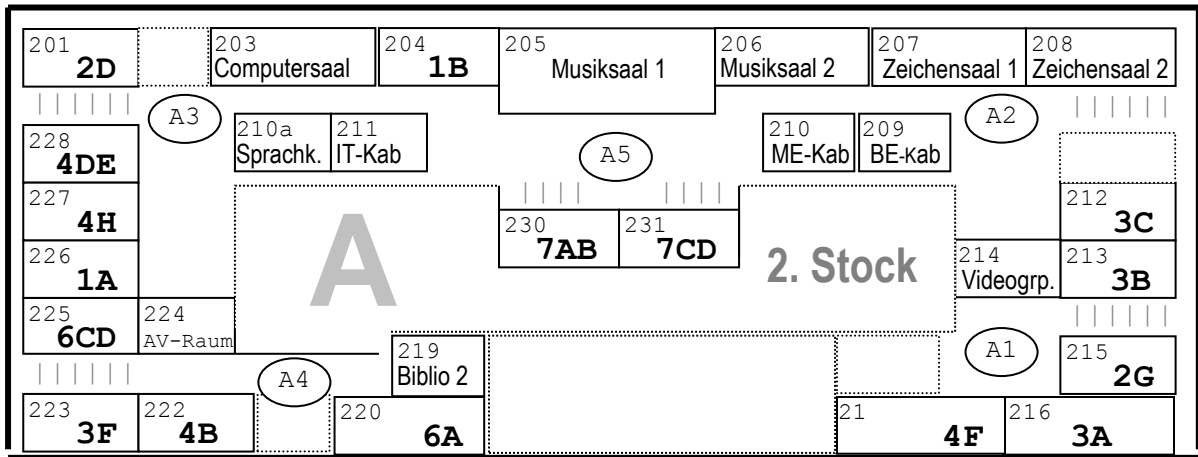 201 203 204 205 206 207 208
2D Computersaal 1B Musiksaal 1 Musiksaal 2 Zeichensaal 1 Zeichensaal 2
A3 A2
228 210a 211 210 209
4DE Sprachk. IT-Kab A5 ME-Kab BE-Kab
227 212
4H 3C
230 231
7AB 7CD
226 214 213
1A A 2. Stock Videogrp. 3B
225 224
6CD AV-Raum
219 A1 215
A4 Biblio 2 2G
223 222 220 21 216
3F 4B 6A 4F 3A